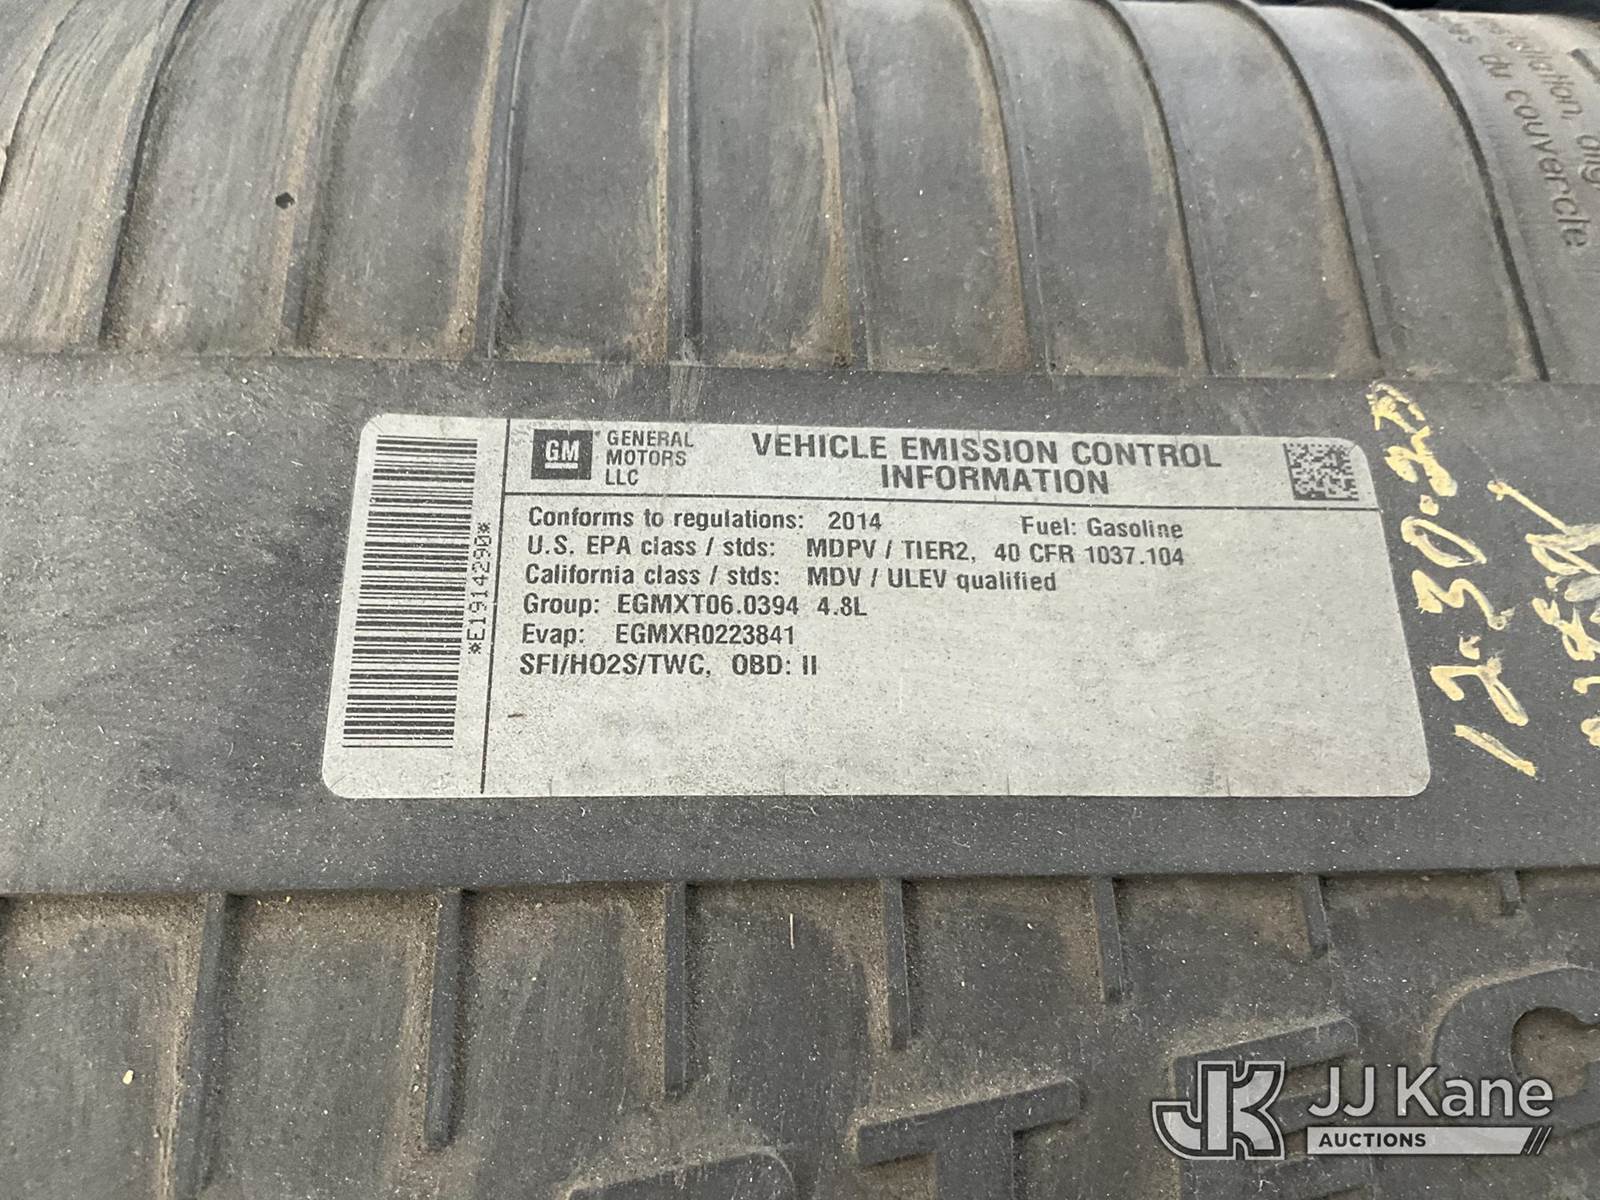 GM
GENERAL
MOTORS
LLC
VEHICLE EMISSION CONTROL
INFORMATION
Conforms to regulations: 2014 Fuel: Gasoline
U.S. EPA class / stds: MDPV / TIER2, 40 CFR 1037.104
California class / stds: MDV / ULEV qualified
Group: EGMXT06.0394 4.8L
Evap: EGMXR0223841
SFI/HO2S/TWC, OBD: II
*E1914290*
du couvercle
JJ Kane
AUCTIONS